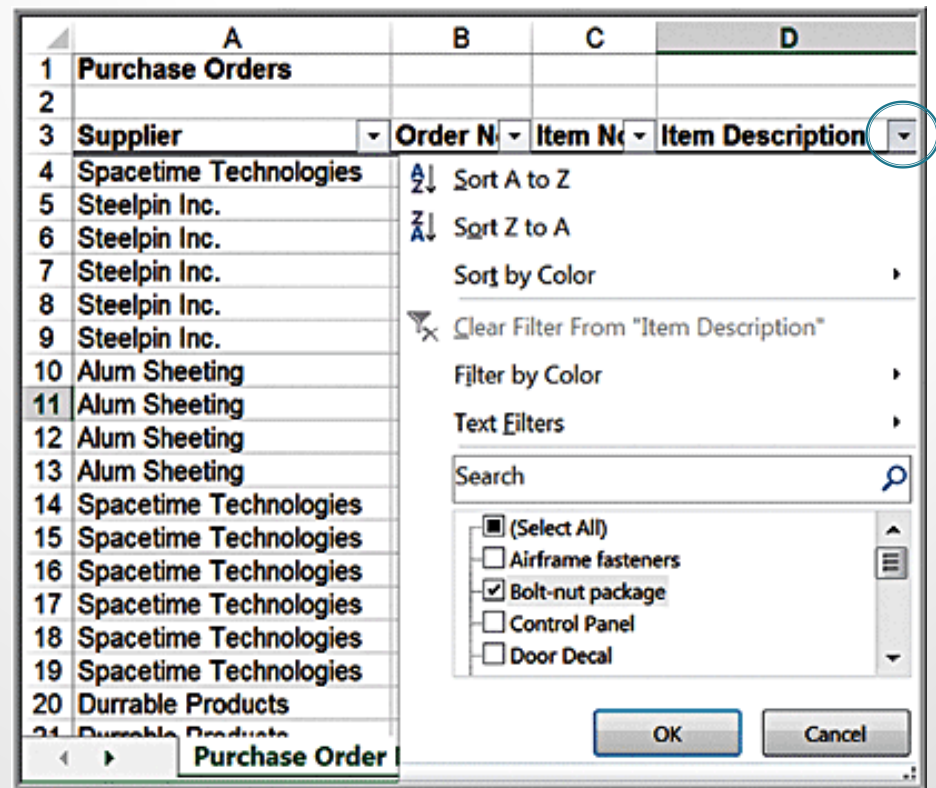 A B C D
1 Purchase Orders
2
3 Supplier Order N Item No Item Description
4 Spacetime Technologies
5 Steelpin Inc.
6 Steelpin Inc.
7 Steelpin Inc.
8 Steelpin Inc.
9 Steelpin Inc.
10 Alum Sheeting
11 Alum Sheeting
12 Alum Sheeting
13 Alum Sheeting
14 Spacetime Technologies
15 Spacetime Technologies
16 Spacetime Technologies
17 Spacetime Technologies
18 Spacetime Technologies
19 Spacetime Technologies
20 Durrable Products
21 Durrable Products
Purchase Order
Sort A to Z
Sort Z to A
Sort by Color
Clear Filter From "Item Description"
Filter by Color
Text Filters
Search
(Select All)
Airframe fasteners
Bolt-nut package
Control Panel
Door Decal
OK Cancel